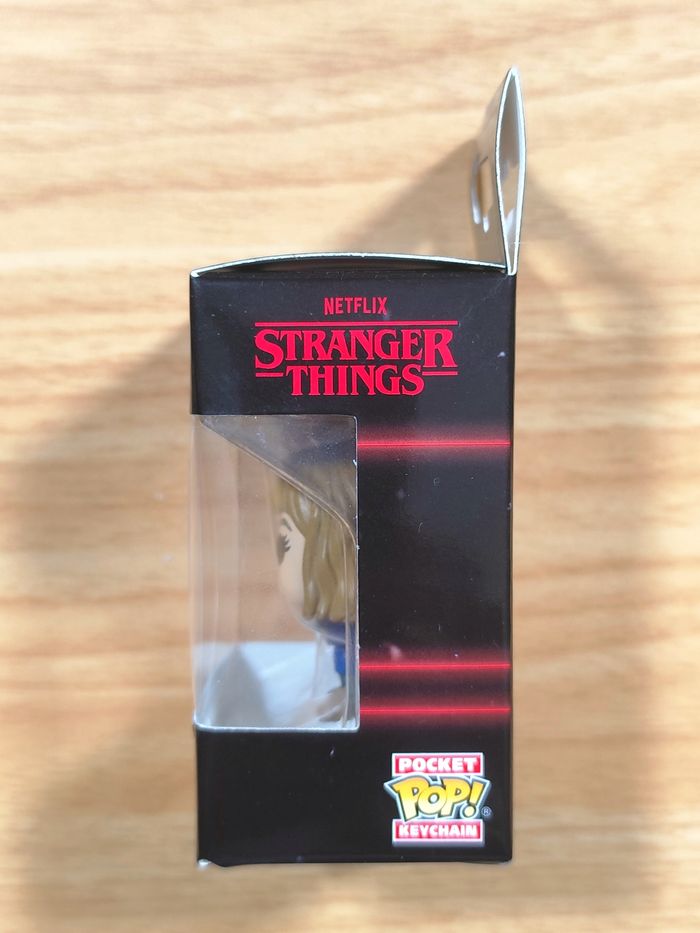 NETFLIX
STRANGER
THINGS
POCKET
POP!®
KEYCHAIN